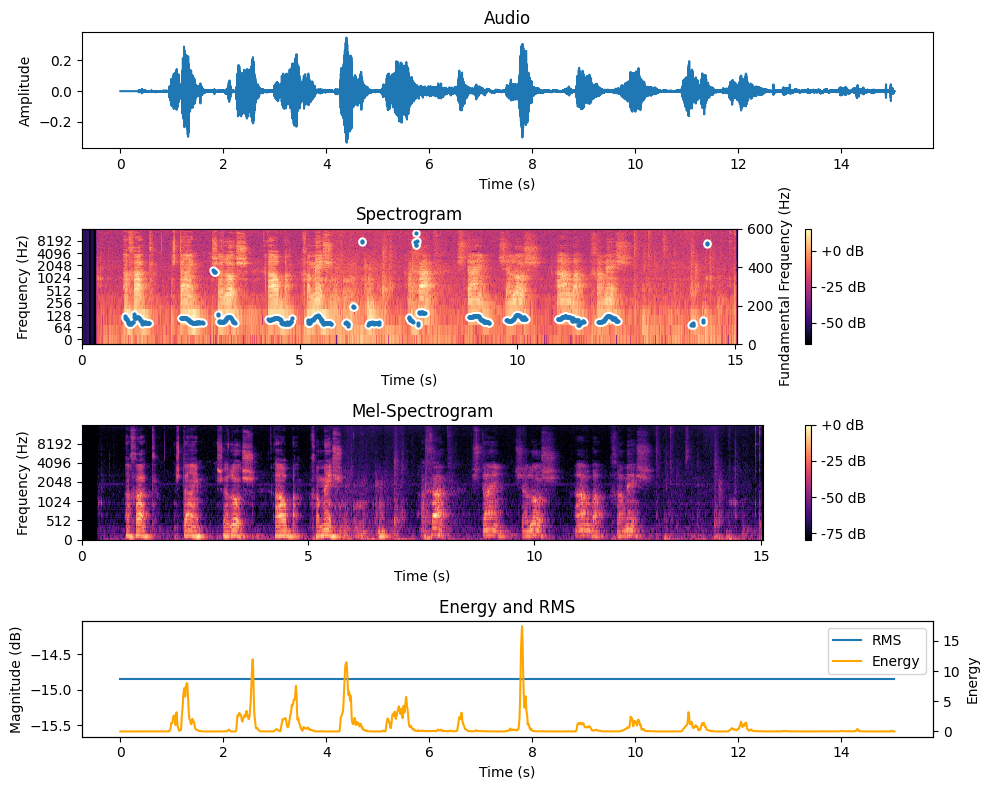 Audio
0.2
0.0
−0.2
Amplitude
0 2 4 6 8 10 12 14
Time (s)
Spectrogram
8192
4096
2048
1024
512
256
128
64
0
Frequency (Hz)
0 5 10 15
Time (s)
600
400
200
0
Fundamental Frequency (Hz)
+0 dB
-25 dB
-50 dB
Mel-Spectrogram
8192
4096
2048
1024
512
0
Frequency (Hz)
0 5 10 15
Time (s)
+0 dB
-25 dB
-50 dB
-75 dB
Energy and RMS
−14.5
−15.0
−15.5
Magnitude (dB)
RMS
Energy
15
10
5
0
Energy
0 2 4 6 8 10 12 14
Time (s)